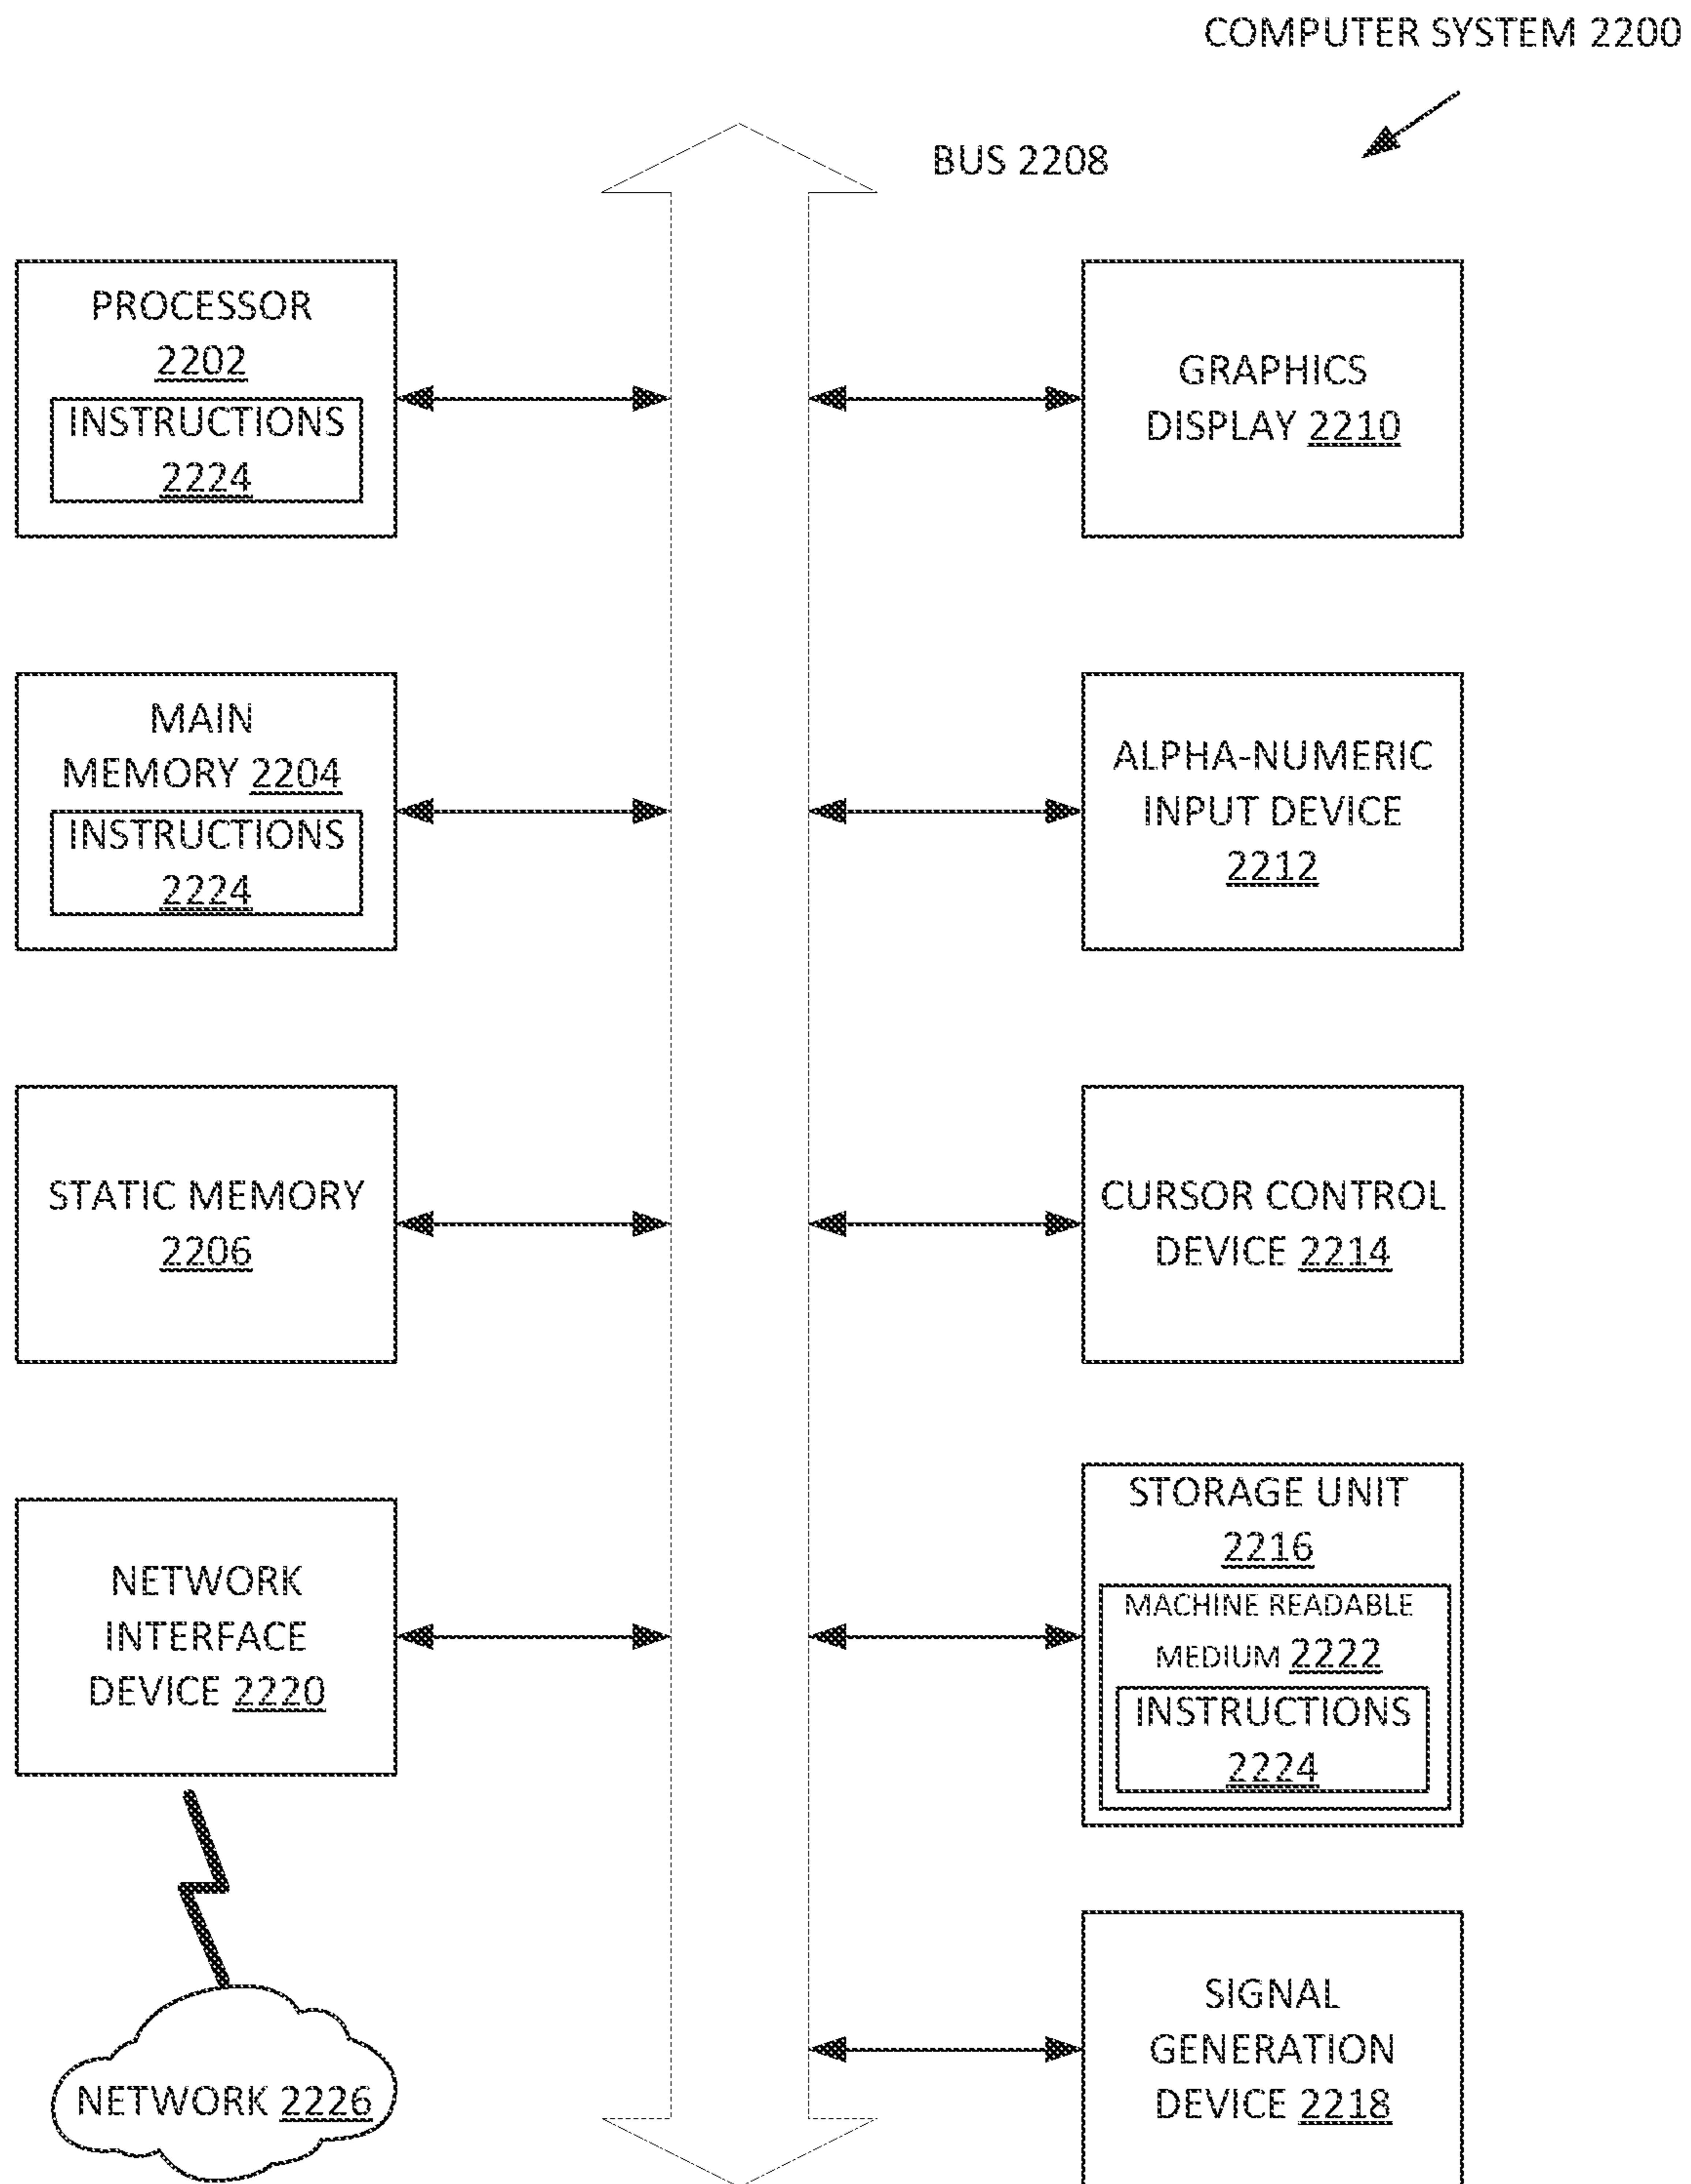 COMPUTER SYSTEM 2200
BUS 2208
PROCESSOR
2202
INSTRUCTIONS
2224
GRAPHICS
DISPLAY 2210
MAIN
MEMORY 2204
INSTRUCTIONS
2224
ALPHA-NUMERIC
INPUT DEVICE
2212
STATIC MEMORY
2206
CURSOR CONTROL
DEVICE 2214
NETWORK
INTERFACE
DEVICE 2220
STORAGE UNIT
2216
MACHINE READABLE
MEDIUM 2222
INSTRUCTIONS
2224
NETWORK 2226
SIGNAL
GENERATION
DEVICE 2218